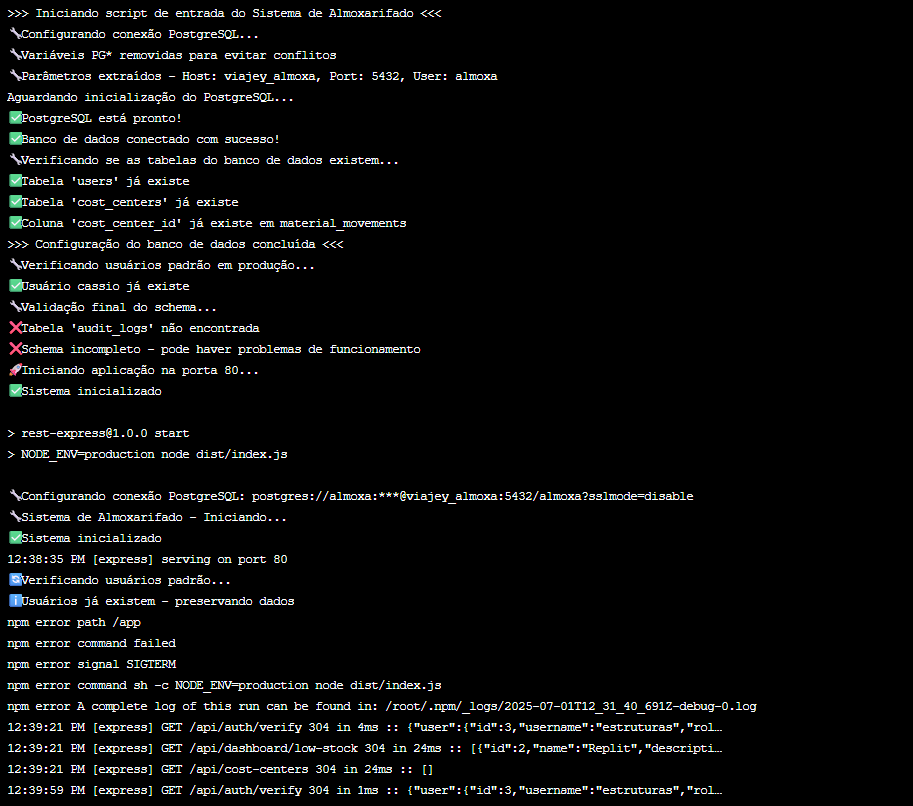 >>> Iniciando script de entrada do Sistema de Almoxarifado <<<
🔧Configurando conexão PostgreSQL...
🔧Variáveis PG* removidas para evitar conflitos
🔧Parâmetros extraídos - Host: viajey_almoxa, Port: 5432, User: almoxa
Aguardando inicialização do PostgreSQL...
✅PostgreSQL está pronto!
✅Banco de dados conectado com sucesso!
🔧Verificando se as tabelas do banco de dados existem...
✅Tabela 'users' já existe
✅Tabela 'cost_centers' já existe
✅Coluna 'cost_center_id' já existe em material_movements
>>> Configuração do banco de dados concluída <<<
🔧Verificando usuários padrão em produção...
✅Usuário cassio já existe
🔧Validação final do schema...
❌Tabela 'audit_logs' não encontrada
❌Schema incompleto - pode haver problemas de funcionamento
🚀Iniciando aplicação na porta 80...
✅Sistema inicializado
> rest-express@1.0.0 start
> NODE_ENV=production node dist/index.js
🔧Configurando conexão PostgreSQL: postgres://almoxa:***@viajey_almoxa:5432/almoxa?sslmode=disable
🔧Sistema de Almoxarifado - Iniciando...
✅Sistema inicializado
12:38:35 PM [express] serving on port 80
🔄Verificando usuários padrão...
ℹ️Usuários já existem - preservando dados
npm error path /app
npm error command failed
npm error signal SIGTERM
npm error command sh -c NODE_ENV=production node dist/index.js
npm error A complete log of this run can be found in: /root/.npm/_logs/2025-07-01T12_31_40_691Z-debug-0.log
12:39:21 PM [express] GET /api/auth/verify 304 in 4ms :: {"user":{"id":3,"username":"estruturas","rol…
12:39:21 PM [express] GET /api/dashboard/low-stock 304 in 24ms :: [{"id":2,"name":"Replit","descripti…
12:39:21 PM [express] GET /api/cost-centers 304 in 24ms :: []
12:39:59 PM [express] GET /api/auth/verify 304 in 1ms :: {"user":{"id":3,"username":"estruturas","rol…